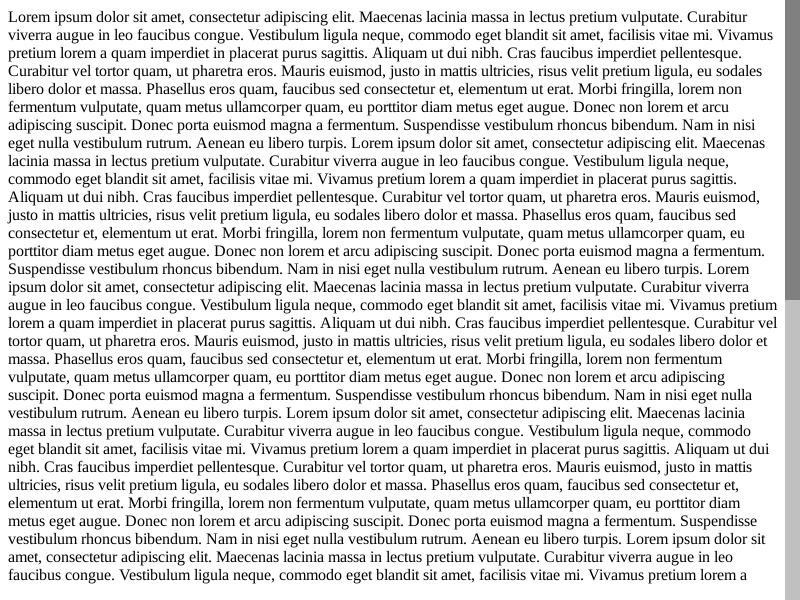 Lorem ipsum dolor sit amet, consectetur adipiscing elit. Maecenas lacinia massa in lectus pretium vulputate. Curabitur
viverra augue in leo faucibus congue. Vestibulum ligula neque, commodo eget blandit sit amet, facilisis vitae mi. Vivamus
pretium lorem a quam imperdiet in placerat purus sagittis. Aliquam ut dui nibh. Cras faucibus imperdiet pellentesque.
Curabitur vel tortor quam, ut pharetra eros. Mauris euismod, justo in mattis ultricies, risus velit pretium ligula, eu sodales
libero dolor et massa. Phasellus eros quam, faucibus sed consectetur et, elementum ut erat. Morbi fringilla, lorem non
fermentum vulputate, quam metus ullamcorper quam, eu porttitor diam metus eget augue. Donec non lorem et arcu
adipiscing suscipit. Donec porta euismod magna a fermentum. Suspendisse vestibulum rhoncus bibendum. Nam in nisi
eget nulla vestibulum rutrum. Aenean eu libero turpis. Lorem ipsum dolor sit amet, consectetur adipiscing elit. Maecenas
lacinia massa in lectus pretium vulputate. Curabitur viverra augue in leo faucibus congue. Vestibulum ligula neque,
commodo eget blandit sit amet, facilisis vitae mi. Vivamus pretium lorem a quam imperdiet in placerat purus sagittis.
Aliquam ut dui nibh. Cras faucibus imperdiet pellentesque. Curabitur vel tortor quam, ut pharetra eros. Mauris euismod,
justo in mattis ultricies, risus velit pretium ligula, eu sodales libero dolor et massa. Phasellus eros quam, faucibus sed
consectetur et, elementum ut erat. Morbi fringilla, lorem non fermentum vulputate, quam metus ullamcorper quam, eu
porttitor diam metus eget augue. Donec non lorem et arcu adipiscing suscipit. Donec porta euismod magna a fermentum.
Suspendisse vestibulum rhoncus bibendum. Nam in nisi eget nulla vestibulum rutrum. Aenean eu libero turpis. Lorem
ipsum dolor sit amet, consectetur adipiscing elit. Maecenas lacinia massa in lectus pretium vulputate. Curabitur viverra
augue in leo faucibus congue. Vestibulum ligula neque, commodo eget blandit sit amet, facilisis vitae mi. Vivamus pretium
lorem a quam imperdiet in placerat purus sagittis. Aliquam ut dui nibh. Cras faucibus imperdiet pellentesque. Curabitur vel
tortor quam, ut pharetra eros. Mauris euismod, justo in mattis ultricies, risus velit pretium ligula, eu sodales libero dolor et
massa. Phasellus eros quam, faucibus sed consectetur et, elementum ut erat. Morbi fringilla, lorem non fermentum
vulputate, quam metus ullamcorper quam, eu porttitor diam metus eget augue. Donec non lorem et arcu adipiscing
suscipit. Donec porta euismod magna a fermentum. Suspendisse vestibulum rhoncus bibendum. Nam in nisi eget nulla
vestibulum rutrum. Aenean eu libero turpis. Lorem ipsum dolor sit amet, consectetur adipiscing elit. Maecenas lacinia
massa in lectus pretium vulputate. Curabitur viverra augue in leo faucibus congue. Vestibulum ligula neque, commodo
eget blandit sit amet, facilisis vitae mi. Vivamus pretium lorem a quam imperdiet in placerat purus sagittis. Aliquam ut dui
nibh. Cras faucibus imperdiet pellentesque. Curabitur vel tortor quam, ut pharetra eros. Mauris euismod, justo in mattis
ultricies, risus velit pretium ligula, eu sodales libero dolor et massa. Phasellus eros quam, faucibus sed consectetur et,
elementum ut erat. Morbi fringilla, lorem non fermentum vulputate, quam metus ullamcorper quam, eu porttitor diam
metus eget augue. Donec non lorem et arcu adipiscing suscipit. Donec porta euismod magna a fermentum. Suspendisse
vestibulum rhoncus bibendum. Nam in nisi eget nulla vestibulum rutrum. Aenean eu libero turpis. Lorem ipsum dolor sit
amet, consectetur adipiscing elit. Maecenas lacinia massa in lectus pretium vulputate. Curabitur viverra augue in leo
faucibus congue. Vestibulum ligula neque, commodo eget blandit sit amet, facilisis vitae mi. Vivamus pretium lorem a